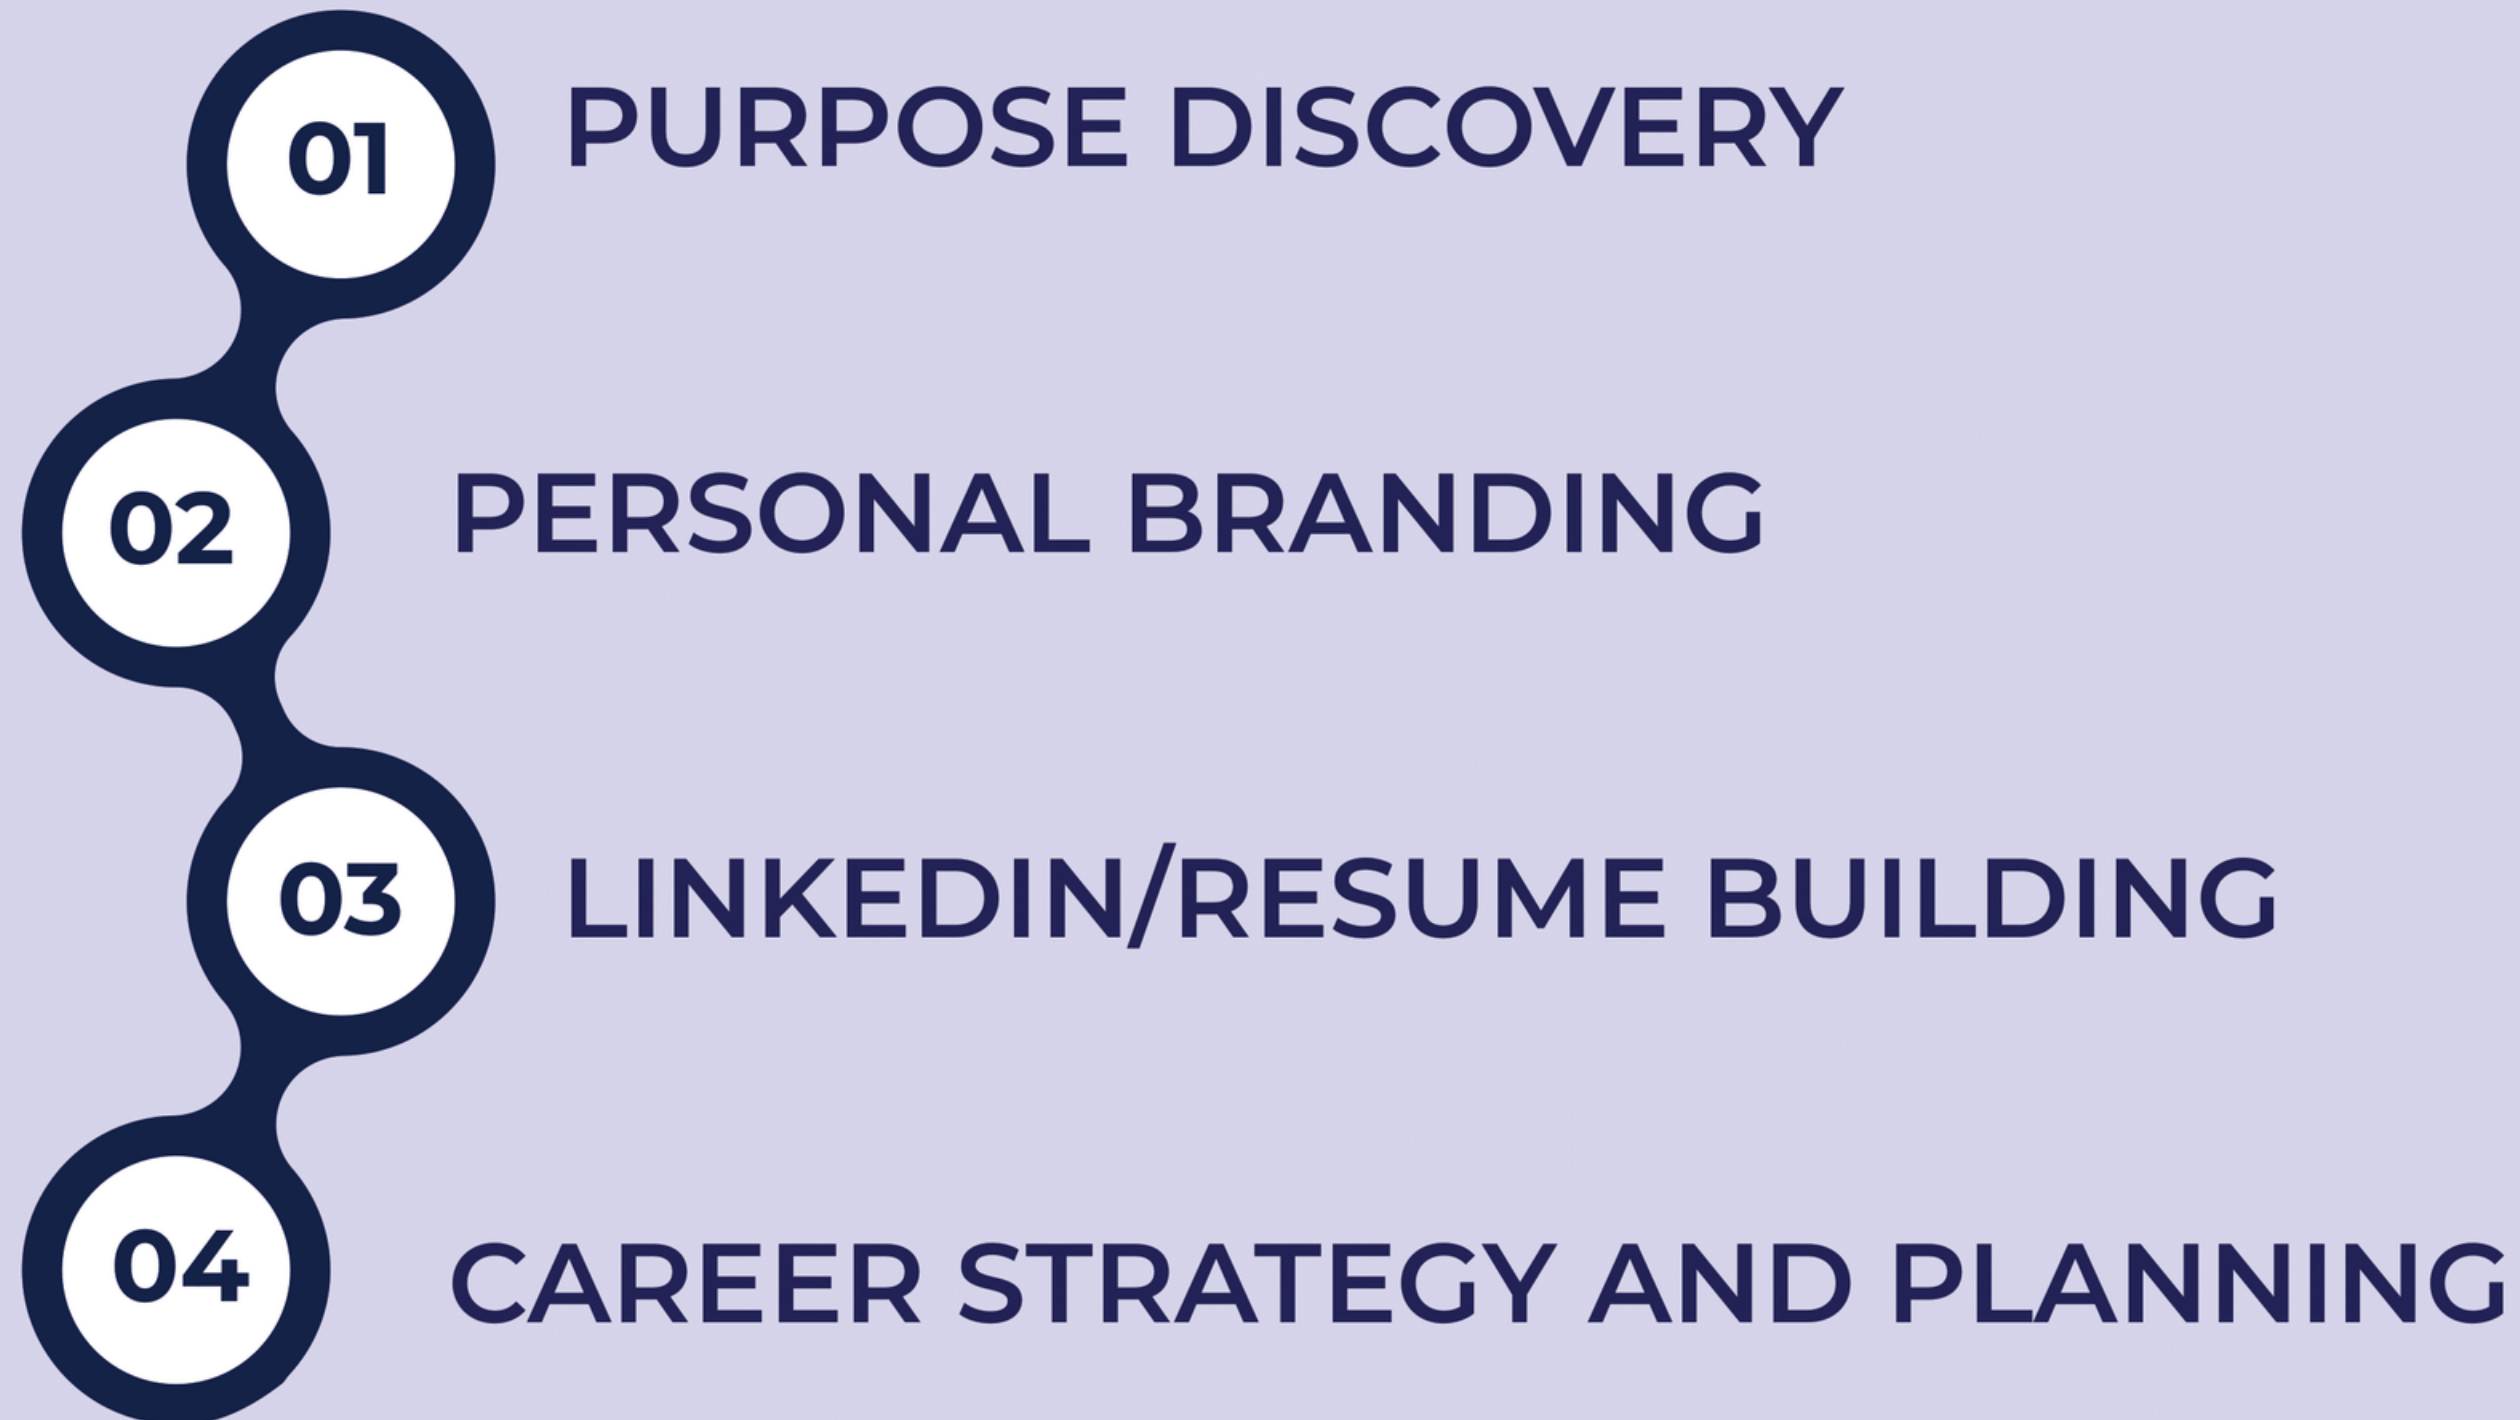 01
PURPOSE DISCOVERY
02
PERSONAL BRANDING
03
LINKEDIN/RESUME BUILDING
04
CAREER STRATEGY AND PLANNING